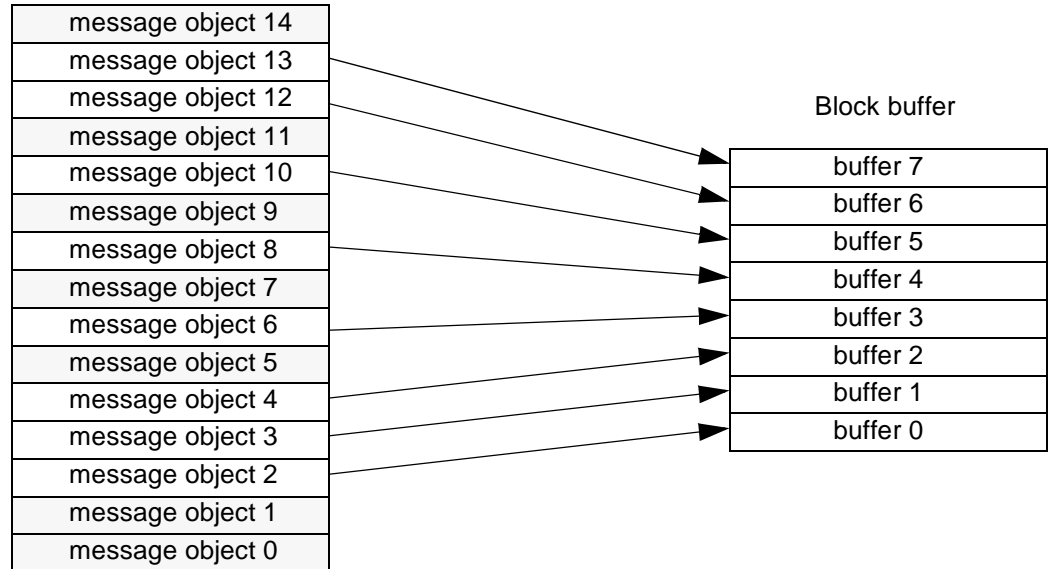 message object 14
message object 13
message object 12
message object 11
message object 10
message object 9
message object 8
message object 7
message object 6
message object 5
message object 4
message object 3
message object 2
message object 1
message object 0
Block buffer
buffer 7
buffer 6
buffer 5
buffer 4
buffer 3
buffer 2
buffer 1
buffer 0